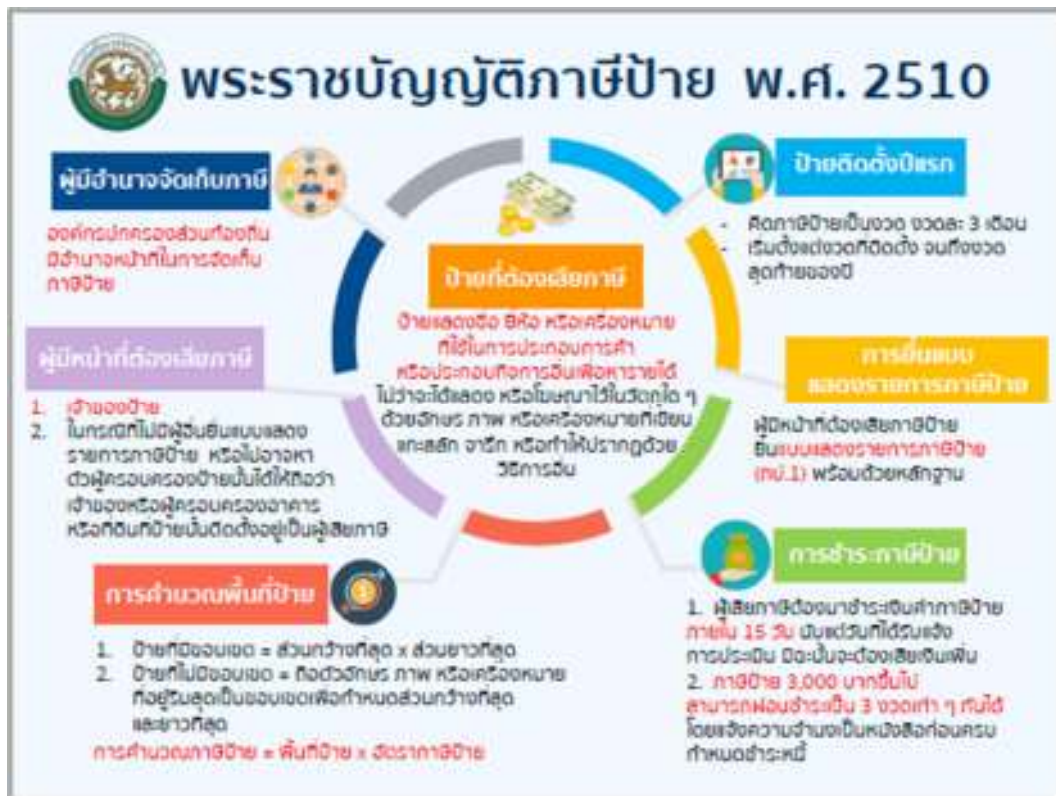 พระราชบัญญัติภาษีป้าย พ.ศ. 2510
ผู้มีอำนาจจัดเก็บภาษี
องค์กรปกครองส่วนท้องถิ่น
มีอำนาจหน้าที่ในการจัดเก็บ
ภาษีป้าย
ป้ายติดตั้งปีแรก
- คิดภาษีป้ายเป็นงวด งวดละ 3 เดือน
- เริ่มตั้งแต่งวดที่ติดตั้ง จนถึงงวด
สุดท้ายของปี
ป้ายที่ต้องเสียภาษี
ป้ายแสดงชื่อ ยี่ห้อ หรือเครื่องหมาย
ที่ใช้ในการประกอบการค้า
หรือประกอบกิจการอื่นเพื่อหารายได้
ไม่ว่าจะได้แสดง หรือโฆษณาไว้ในวัตถุใด ๆ
ด้วยอักษร ภาพ หรือเครื่องหมายที่เขียน
แกะสลัก จารึก หรือทำให้ปรากฏด้วย
วิธีการอื่น
ผู้มีหน้าที่ต้องเสียภาษี
1. เจ้าของป้าย
2. ในกรณีที่ไม่มีผู้อื่นยื่นแบบแสดง
รายการภาษีป้าย หรือไม่อาจหา
ตัวผู้ครอบครองป้ายนั้นได้ให้ถือว่า
เจ้าของหรือผู้ครอบครองอาคาร
หรือที่ดินที่ป้ายนั้นติดตั้งอยู่เป็นผู้เสียภาษี
การยื่นแบบ
แสดงรายการภาษีป้าย
ผู้มีหน้าที่ต้องเสียภาษีป้าย
ยื่นแบบแสดงรายการภาษีป้าย
(ภป.1) พร้อมด้วยหลักฐาน
การคำนวณพื้นที่ป้าย
1. ป้ายที่มีขอบเขต = ส่วนกว้างที่สุด x ส่วนยาวที่สุด
2. ป้ายที่ไม่มีขอบเขต = ถือตัวอักษร ภาพ หรือเครื่องหมาย
ที่อยู่ริมสุดเป็นขอบเขตเพื่อกำหนดส่วนกว้างที่สุด
และยาวที่สุด
การคำนวณภาษีป้าย = พื้นที่ป้าย x อัตราภาษีป้าย
การชำระภาษีป้าย
1. ผู้เสียภาษีต้องมาชำระเงินค่าภาษีป้าย
ภายใน 15 วัน นับแต่วันที่ได้รับแจ้ง
การประเมิน มิฉะนั้นจะต้องเสียเงินเพิ่ม
2. ภาษีป้าย 3,000 บาทขึ้นไป
สามารถผ่อนชำระเป็น 3 งวดเท่า ๆ กันได้
โดยแจ้งความจำนงเป็นหนังสือก่อนครบ
กำหนดชำระหนี้